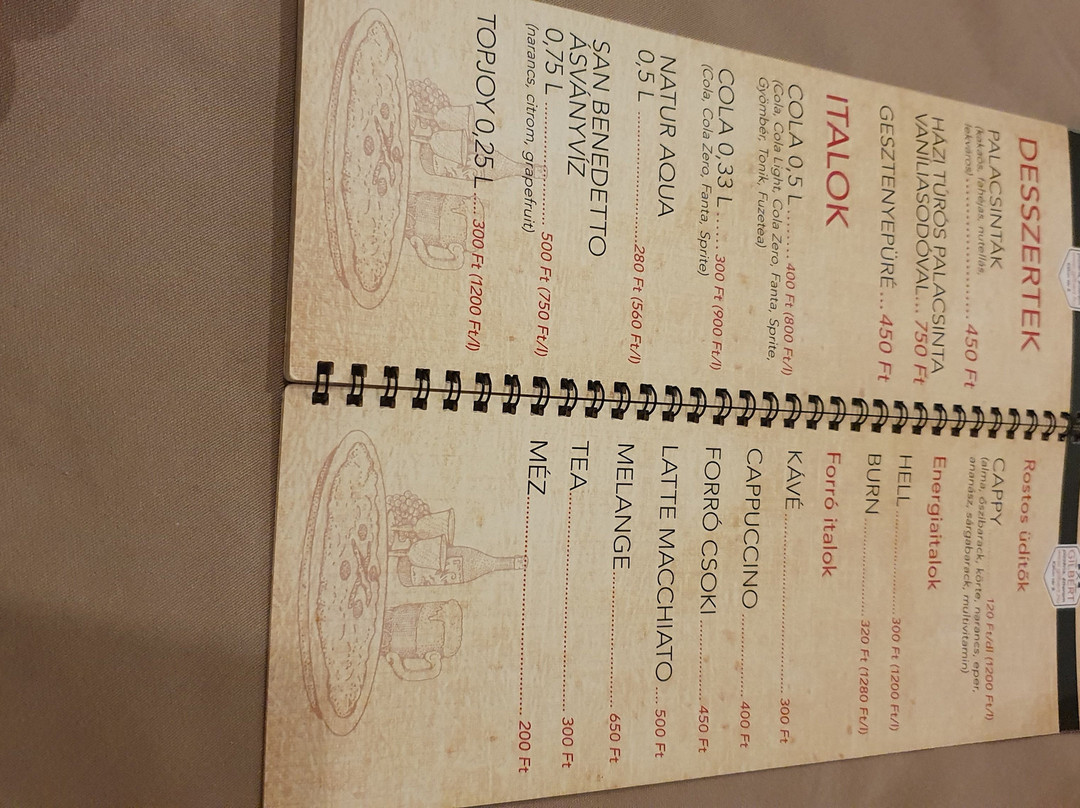 DESSZERTEK
PALACSINTÁK
(kakaós, fahéjas, nutellás,
lekváros) .................... 450 Ft
HÁZI TÚRÓS PALACSINTA
VANÍLIASODÓVAL... 750 Ft
GESZTENYEPÜRÉ ... 450 Ft
ITALOK
COLA 0,5 L ......... 400 Ft (800 Ft/l)
(Cola, Cola Light, Cola Zero, Fanta, Sprite,
Gyömbér, Tonik, Fuzetea)
COLA 0,33 L ...... 300 Ft (900 Ft/l)
(Cola, Cola Zero, Fanta, Sprite)
NATUR AQUA
0,5 L ........................280 Ft (560 Ft/l)
SAN BENEDETTO
ÁSVÁNYVÍZ
0,75 L ..................... 500 Ft (750 Ft/l)
(narancs, citrom, grapefruit)
TOPJOY 0,25 L ..... 300 Ft (1200 Ft/l)
GILBERT
Rostos üdítők
CAPPY 120 Ft/dl (1200 Ft/l)
(alma, őszibarack, körte, narancs, eper,
ananász, sárgabarack, multivitamin)
Energiaitalok
HELL ......................... 300 Ft (1200 Ft/l)
BURN ....................... 320 Ft (1280 Ft/l)
Forró italok
KÁVÉ ........................................ 300 Ft
CAPPUCCINO ................... 400 Ft
FORRÓ CSOKI ................... 450 Ft
LATTE MACCHIATO .... 500 Ft
MELANGE ............................ 650 Ft
TEA ............................................ 300 Ft
MÉZ ............................................ 200 Ft